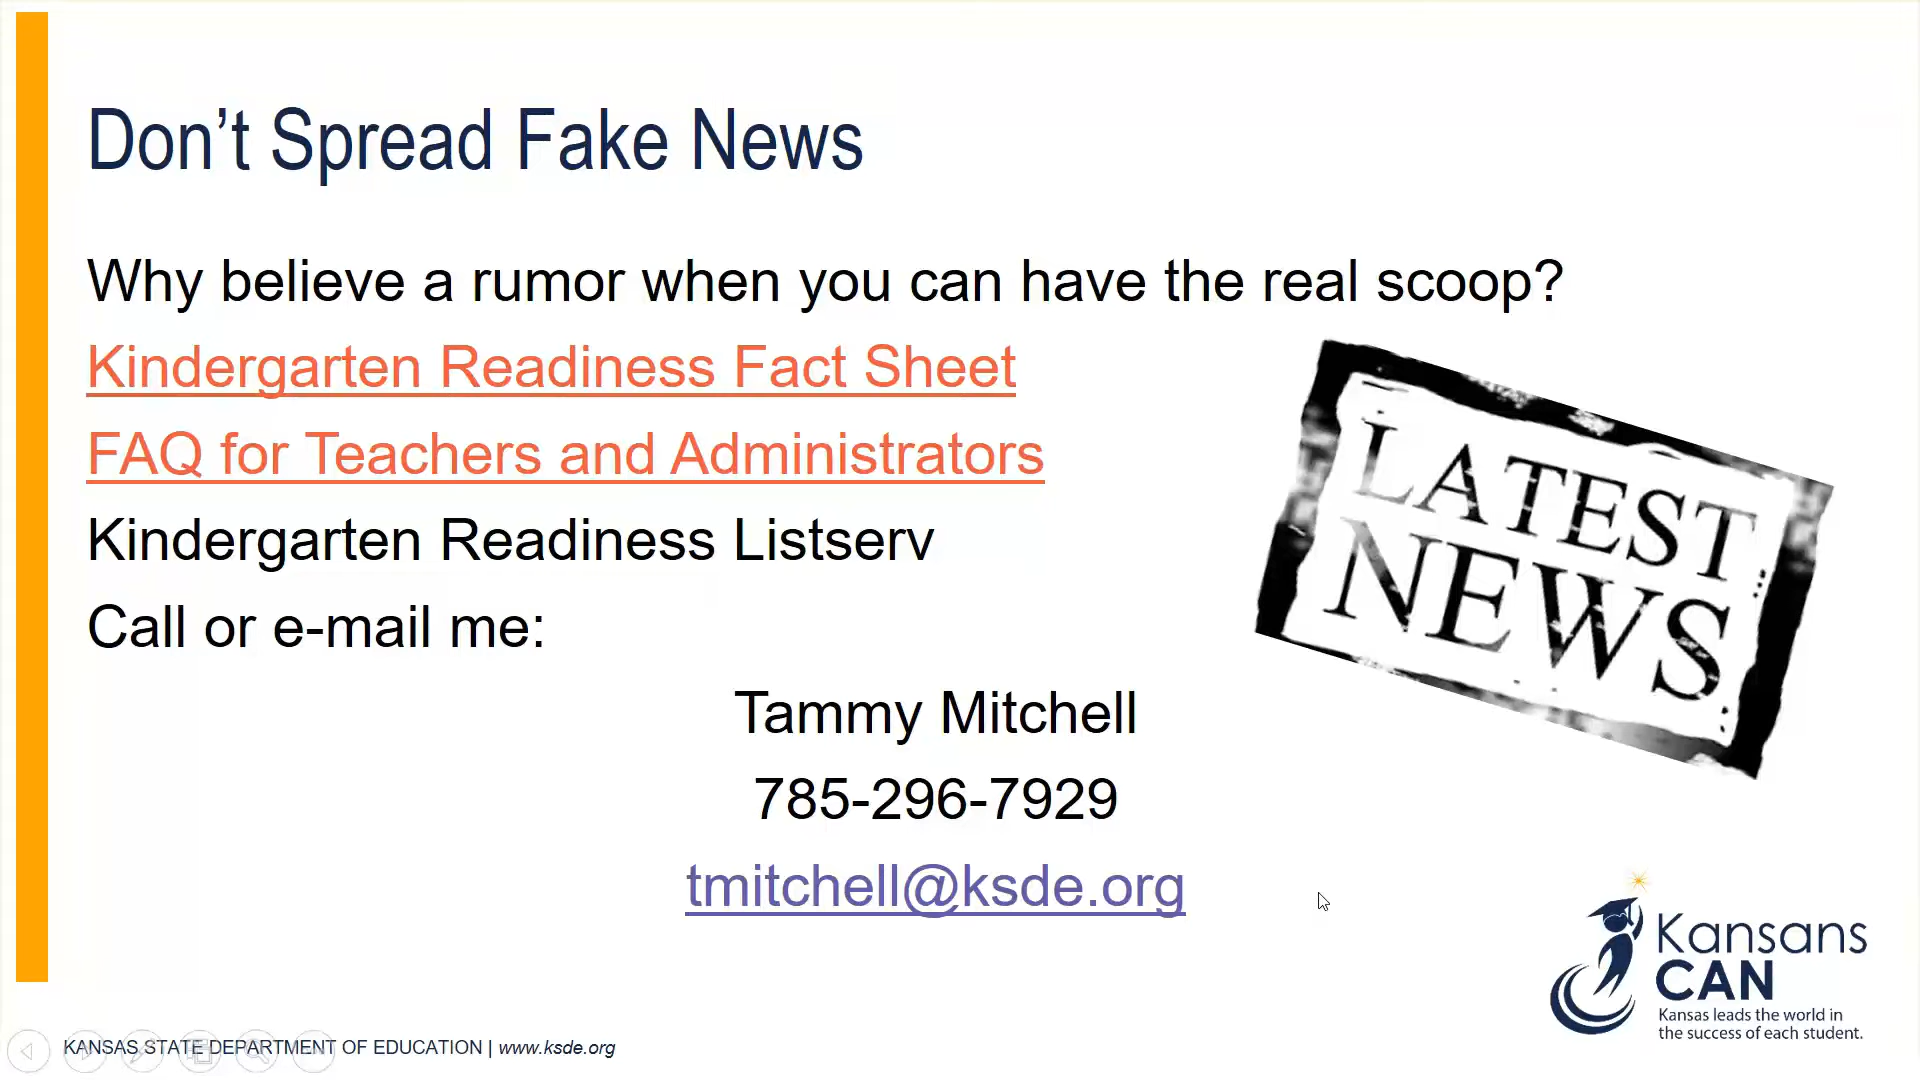 Don’t Spread Fake News
Why believe a rumor when you can have the real scoop?
Kindergarten Readiness Fact Sheet
FAQ for Teachers and Administrators
Kindergarten Readiness Listserv
Call or e-mail me:
Tammy Mitchell
785-296-7929
tmitchell@ksde.org
LATEST
NEWS
Kansans
CAN
Kansas leads the world in
the success of each student.
KANSAS STATE DEPARTMENT OF EDUCATION | www.ksde.org